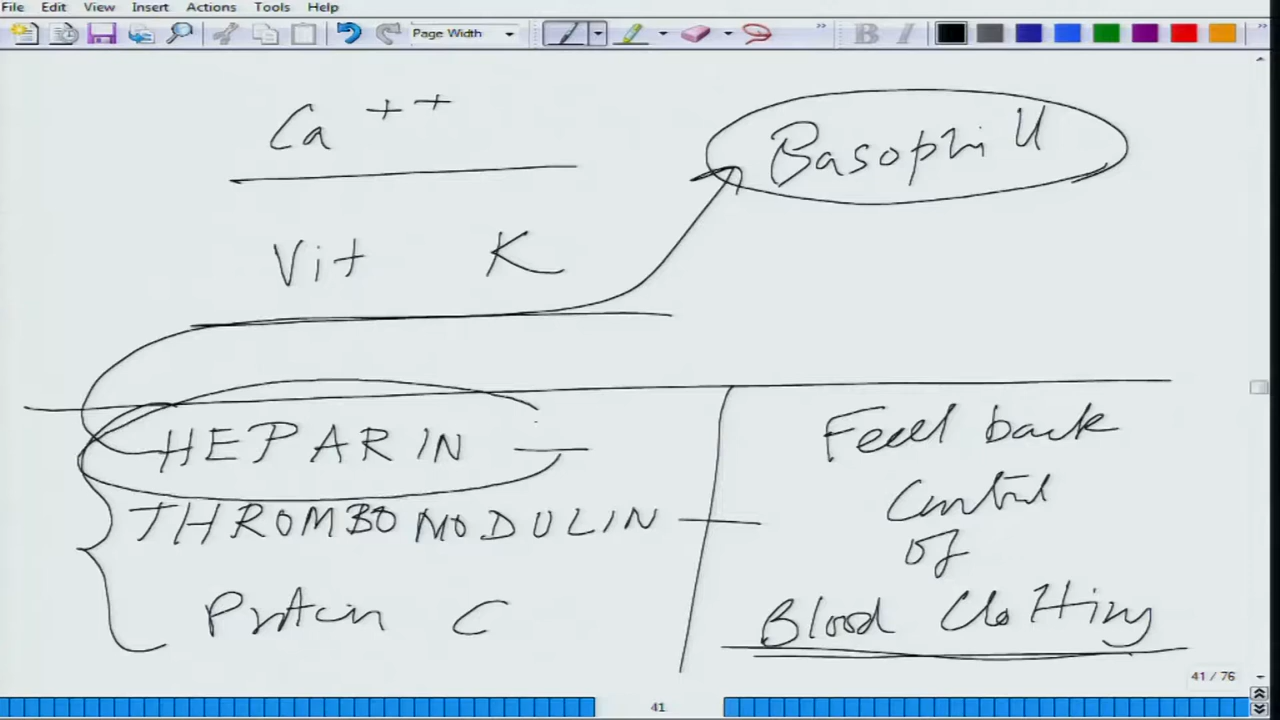 File Edit View Insert Actions Tools Help
Page Width
B I
Ca ++
Basophill
Vit K
HEPARIN
THROMBOMODULIN
Protein C
Feed back
Control
of
Blood Clotting
41 / 76
41